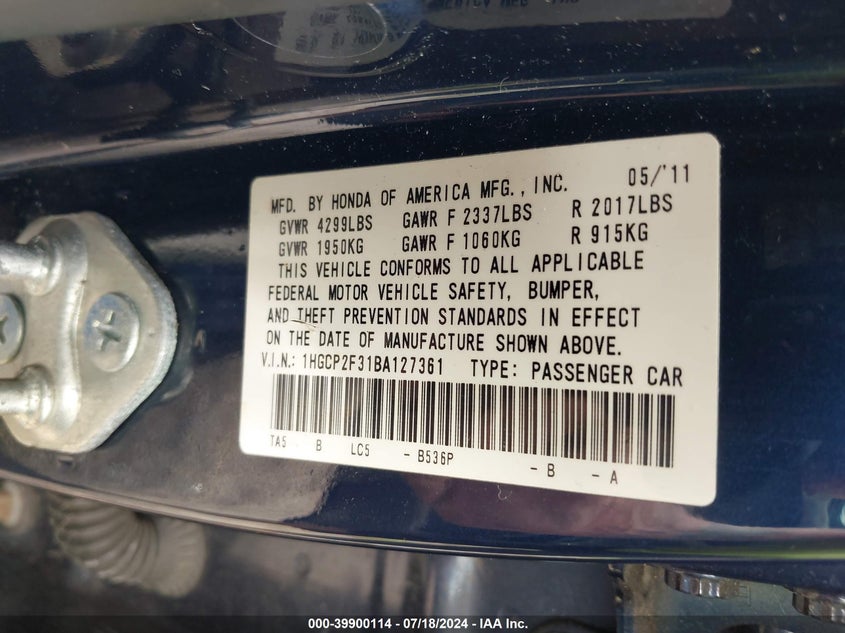 MFD. BY HONDA OF AMERICA MFG., INC. 05/'11
GVWR 4299LBS GAWR F 2337LBS R 2017LBS
GVWR 1950KG GAWR F 1060KG R 915KG
THIS VEHICLE CONFORMS TO ALL APPLICABLE
FEDERAL MOTOR VEHICLE SAFETY, BUMPER,
AND THEFT PREVENTION STANDARDS IN EFFECT
ON THE DATE OF MANUFACTURE SHOWN ABOVE.
V.I.N.: 1HGCP2F31BA127361 TYPE: PASSENGER CAR
TA5 B LC5 - B536P - B - A
000-39900114 - 07/18/2024 - IAA Inc.